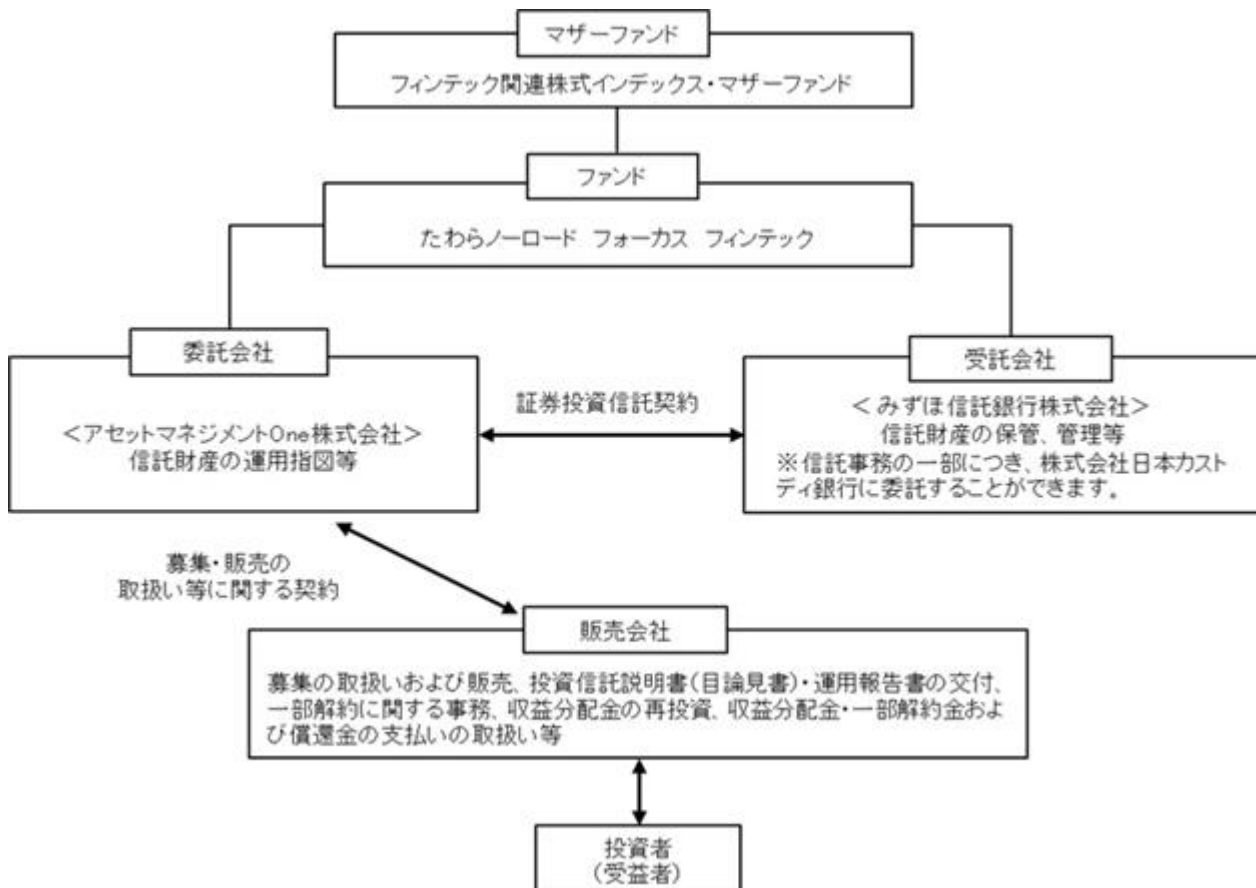 マザーファンド
フィンテック関連株式インデックス・マザーファンド
ファンド
たわらノーロード フォーカス フィンテック
委託会社
<アセットマネジメントOne株式会社>
信託財産の運用指図等
証券投資信託契約
受託会社
<みずほ信託銀行株式会社>
信託財産の保管、管理等
※信託事務の一部につき、株式会社日本カスト
ディ銀行に委託することができます。
募集・販売の
取扱い等に関する契約
販売会社
募集の取扱いおよび販売、投資信託説明書(目論見書)・運用報告書の交付、
一部解約に関する事務、収益分配金の再投資、収益分配金・一部解約金およ
び償還金の支払いの取扱い等
投資者
(受益者)